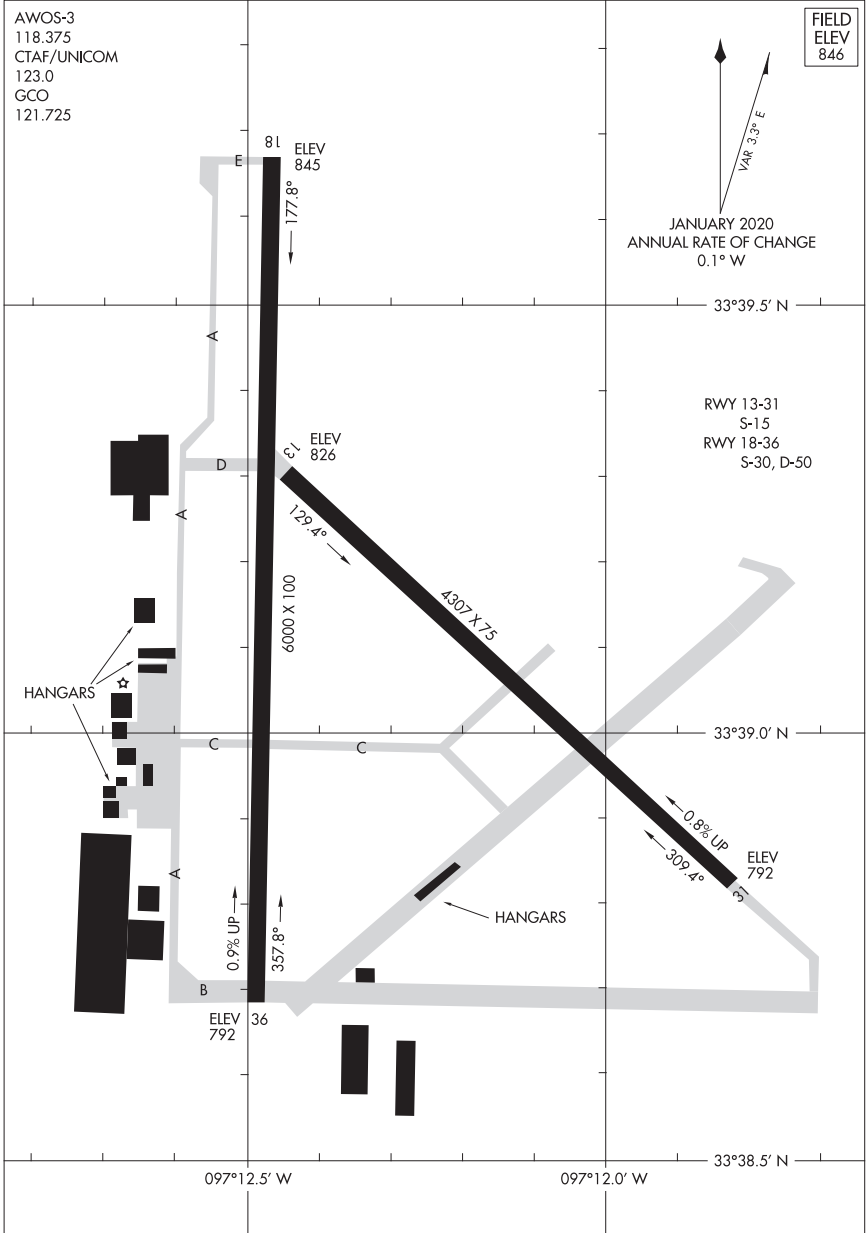 AWOS-3
118.375
CTAF/UNICOM
123.0
GCO
121.725
FIELD
ELEV
846
VAR 3.3° E
JANUARY 2020
ANNUAL RATE OF CHANGE
0.1° W
18
ELEV
845
E
177.8°
33°39.5' N
A
RWY 13-31
S-15
RWY 18-36
S-30, D-50
13
ELEV
826
D
A
129.4°
6000 X 100
4307 X 75
HANGARS
33°39.0' N
C
C
0.8% UP
309.4°
ELEV
792
31
A
0.9% UP
357.8°
HANGARS
B
ELEV
792
36
33°38.5' N
097°12.5' W
097°12.0' W